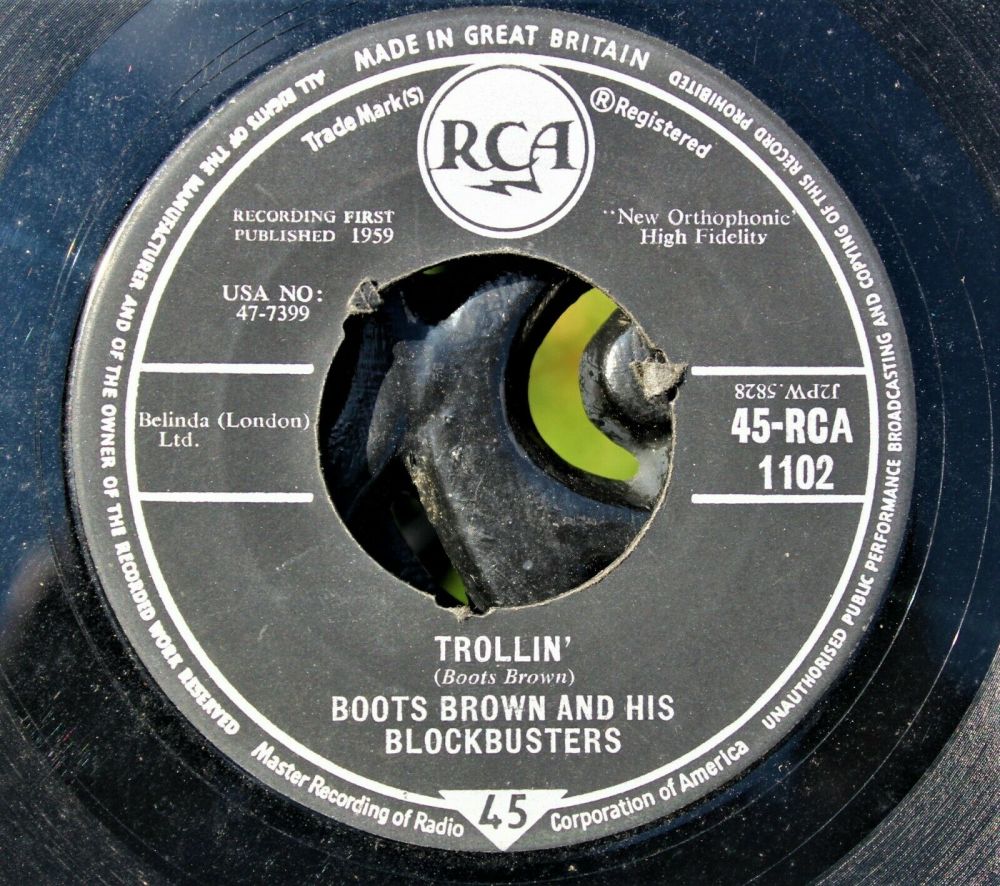 MADE IN GREAT BRITAIN
ALL RIGHTS OF THE MANUFACTURER AND OF THE OWNER OF THE RECORDED WORK RESERVED
UNAUTHORISED PUBLIC PERFORMANCE BROADCASTING AND COPYING OF THIS RECORD PROHIBITED
Trade Mark(S)
®Registered
RCA
RECORDING FIRST
PUBLISHED 1959
"New Orthophonic"
High Fidelity
USA NO:
47-7399
Belinda (London)
Ltd.
J2PW.5828
45-RCA
1102
TROLLIN'
(Boots Brown)
BOOTS BROWN AND HIS
BLOCKBUSTERS
45
Master Recording of Radio Corporation of America